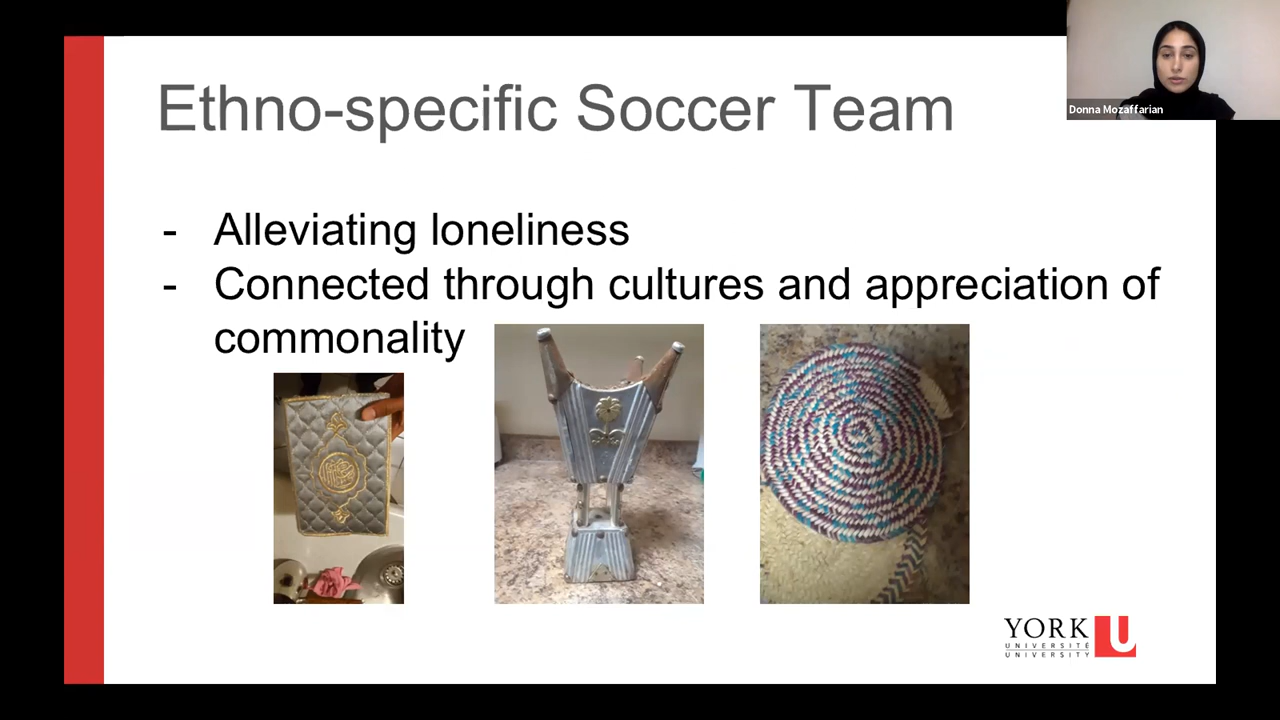 Ethno-specific Soccer Team
Donna Mozaffarian
- Alleviating loneliness
- Connected through cultures and appreciation of
commonality
YORK U
UNIVERSITÉ
UNIVERSITY